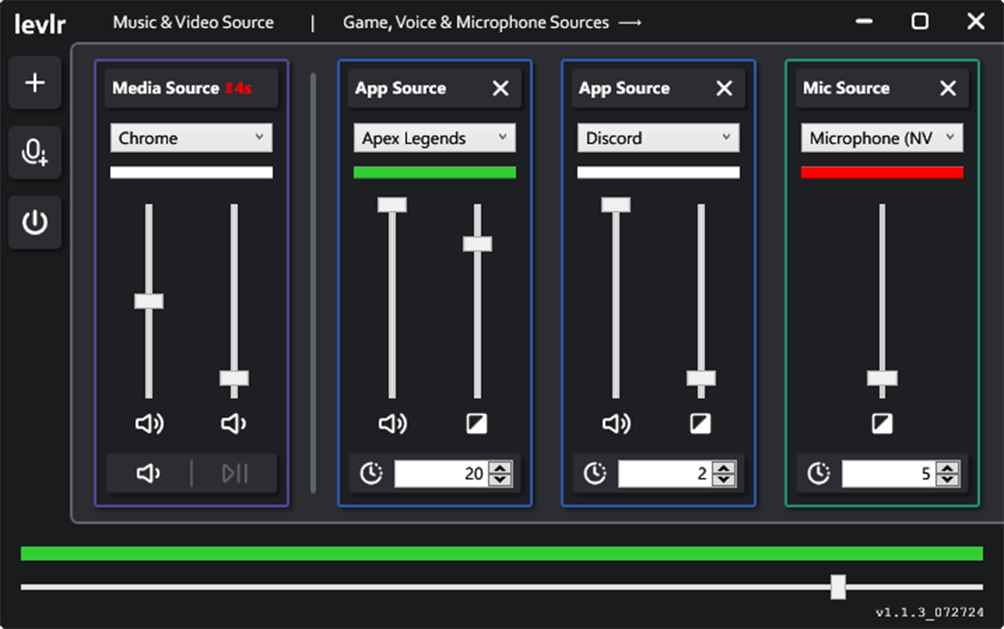 levlr
Music & Video Source | Game, Voice & Microphone Sources →
Media Source 4s
App Source
App Source
Mic Source
Chrome
Apex Legends
Discord
Microphone (NV
20
2
5
v1.1.3_072724